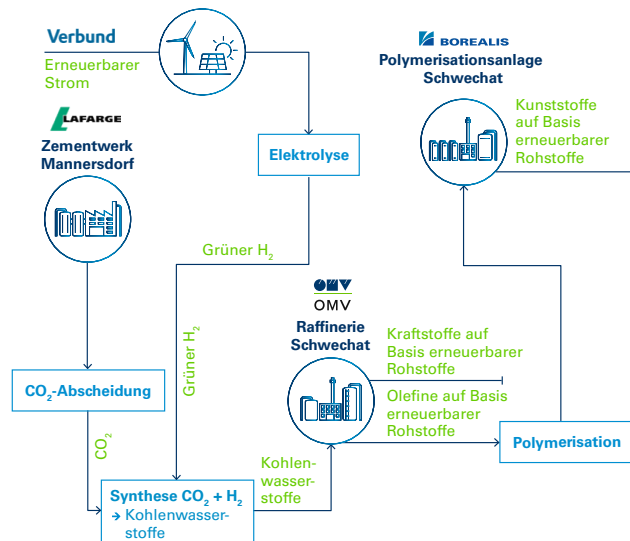 Verbund
Erneuerbarer
Strom
LAFARGE
Zementwerk
Mannersdorf
Elektrolyse
BOREALIS
Polymerisationsanlage
Schwechat
Kunststoffe
auf Basis
erneuerbarer
Rohstoffe
Grüner H₂
Grüner H₂
OMV
OMV
Raffinerie
Schwechat
Kraftstoffe auf
Basis erneuerbarer
Rohstoffe
Olefine auf Basis
erneuerbarer
Rohstoffe
CO₂-Abscheidung
CO₂
Polymerisation
Kohlen-
wasser-
stoffe
Synthese CO₂ + H₂
→ Kohlenwasser-
stoffe